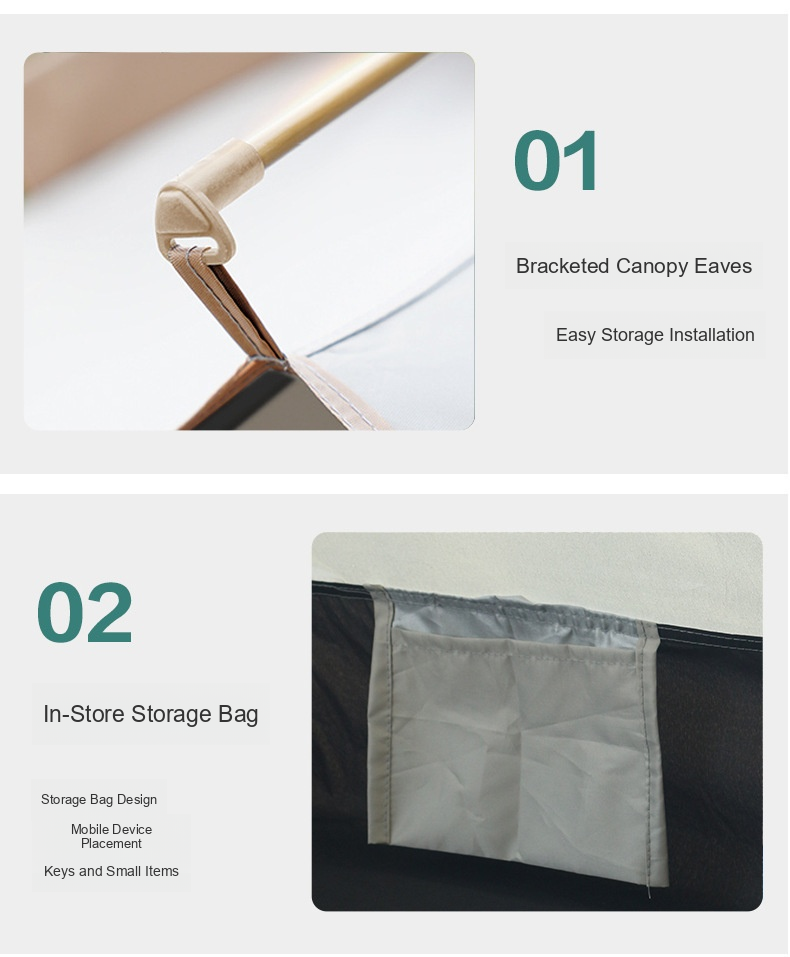 01
Bracketed Canopy Eaves
Easy Storage Installation
02
In-Store Storage Bag
Storage Bag Design
Mobile Device
Placement
Keys and Small Items